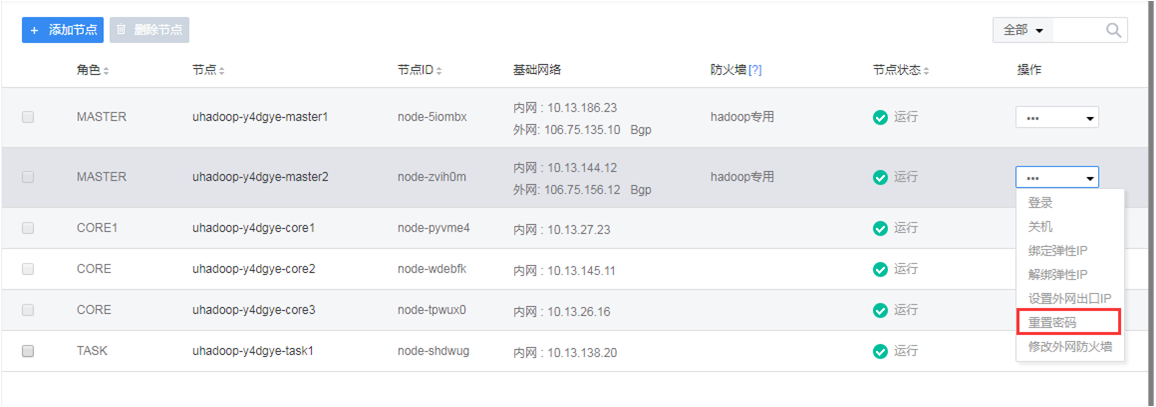 + 添加节点 删除节点 全部
角色 节点 节点ID 基础网络 防火墙[?] 节点状态 操作
MASTER uhadoop-y4dgye-master1 node-5iombx 内网 : 10.13.186.23 hadoop专用 运行 •••
外网: 106.75.135.10 Bgp
MASTER uhadoop-y4dgye-master2 node-zvih0m 内网 : 10.13.144.12 hadoop专用 运行 •••
外网: 106.75.156.12 Bgp
CORE1 uhadoop-y4dgye-core1 node-pyvme4 内网 : 10.13.27.23 运行
CORE uhadoop-y4dgye-core2 node-wdebfk 内网 : 10.13.145.11 运行
CORE uhadoop-y4dgye-core3 node-tpwux0 内网 : 10.13.26.16 运行
TASK uhadoop-y4dgye-task1 node-shdwug 内网 : 10.13.138.20 运行
登录
关机
绑定弹性IP
解绑弹性IP
设置外网出口IP
重置密码
修改外网防火墙